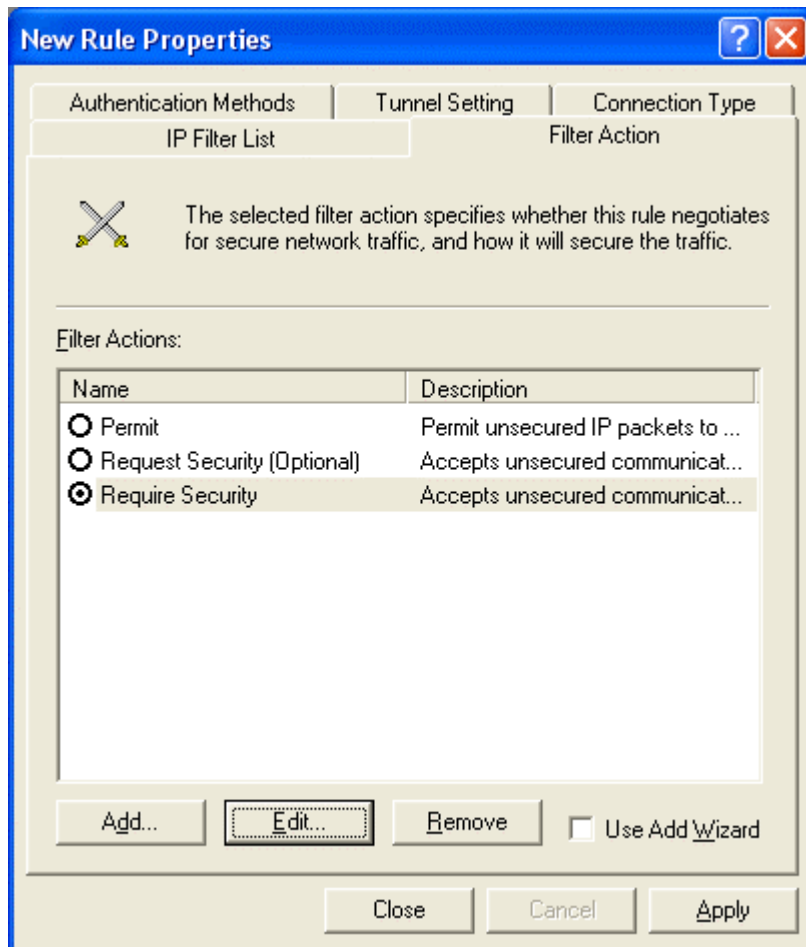 New Rule Properties
Authentication Methods
Tunnel Setting
Connection Type
IP Filter List
Filter Action
The selected filter action specifies whether this rule negotiates
for secure network traffic, and how it will secure the traffic.
Filter Actions:
Name Description
Permit Permit unsecured IP packets to ...
Request Security (Optional) Accepts unsecured communicat...
Require Security Accepts unsecured communicat...
Add... Edit... Remove Use Add Wizard
Close Cancel Apply